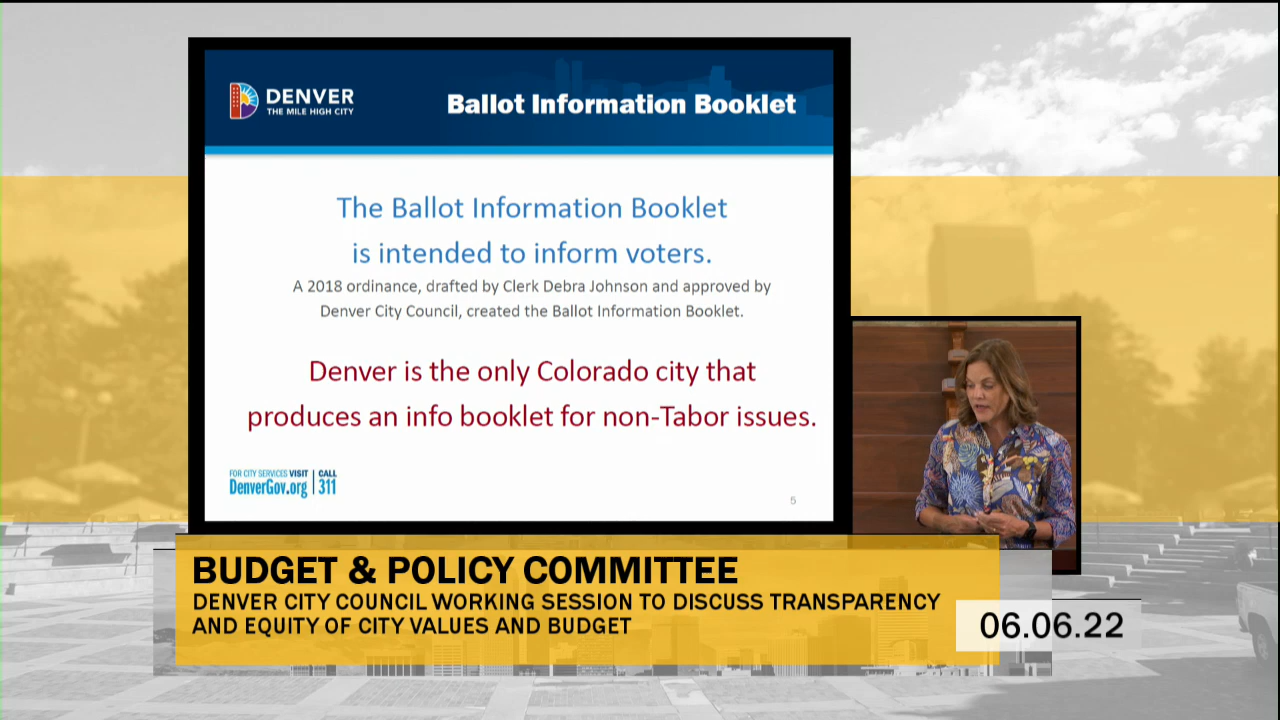 DENVER
THE MILE HIGH CITY
Ballot Information Booklet
The Ballot Information Booklet
is intended to inform voters.
A 2018 ordinance, drafted by Clerk Debra Johnson and approved by
Denver City Council, created the Ballot Information Booklet.
Denver is the only Colorado city that
produces an info booklet for non-Tabor issues.
FOR CITY SERVICES VISIT | CALL
DenverGov.org | 311
5
BUDGET & POLICY COMMITTEE
DENVER CITY COUNCIL WORKING SESSION TO DISCUSS TRANSPARENCY
AND EQUITY OF CITY VALUES AND BUDGET
06.06.22